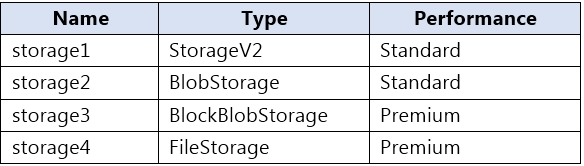 Name Type Performance
storage1 StorageV2 Standard
storage2 BlobStorage Standard
storage3 BlockBlobStorage Premium
storage4 FileStorage Premium